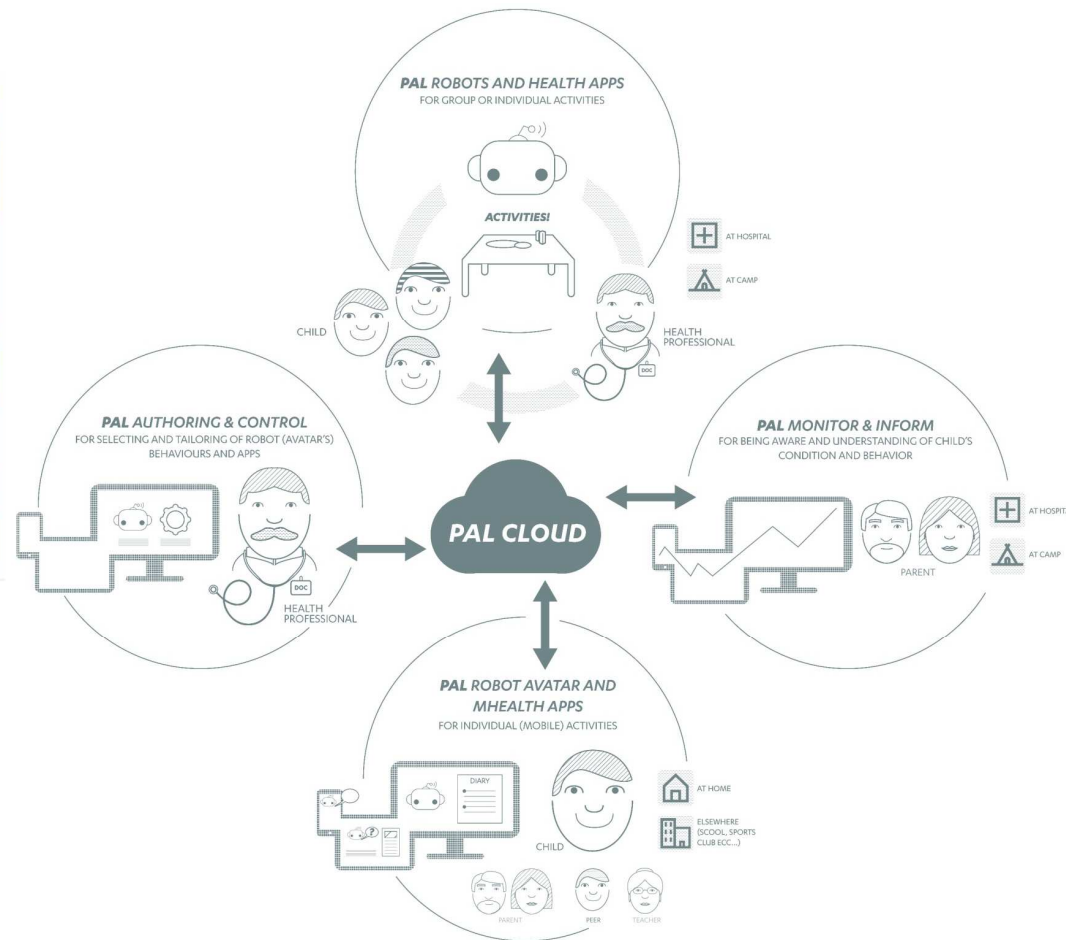 PAL ROBOTS AND HEALTH APPS
FOR GROUP OR INDIVIDUAL ACTIVITIES
ACTIVITIES!
AT HOSPITAL
AT CAMP
CHILD
HEALTH
PROFESSIONAL
DOC
PAL AUTHORING & CONTROL
FOR SELECTING AND TAILORING OF ROBOT (AVATAR'S)
BEHAVIOURS AND APPS
DOC
HEALTH
PROFESSIONAL
PAL CLOUD
PAL MONITOR & INFORM
FOR BEING AWARE AND UNDERSTANDING OF CHILD'S
CONDITION AND BEHAVIOR
AT HOSPIT
AT CAMP
PARENT
PAL ROBOT AVATAR AND
MHEALTH APPS
FOR INDIVIDUAL (MOBILE) ACTIVITIES
DIARY
?
CHILD
AT HOME
ELSEWHERE
(SCOOL, SPORTS
CLUB ECC...)
PARENT
PEER
TEACHER